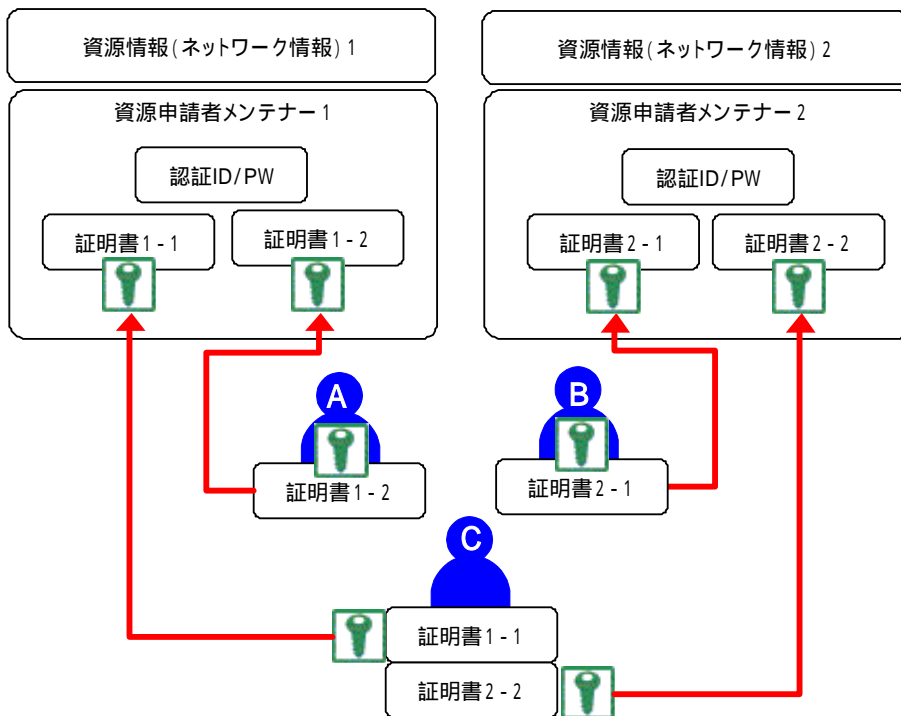 資源情報(ネットワーク情報)1
資源情報(ネットワーク情報)2
資源申請者メンテナー1
認証ID/PW
証明書1-1
証明書1-2
資源申請者メンテナー2
認証ID/PW
証明書2-1
証明書2-2
A
証明書1-2
B
証明書2-1
C
証明書1-1
証明書2-2